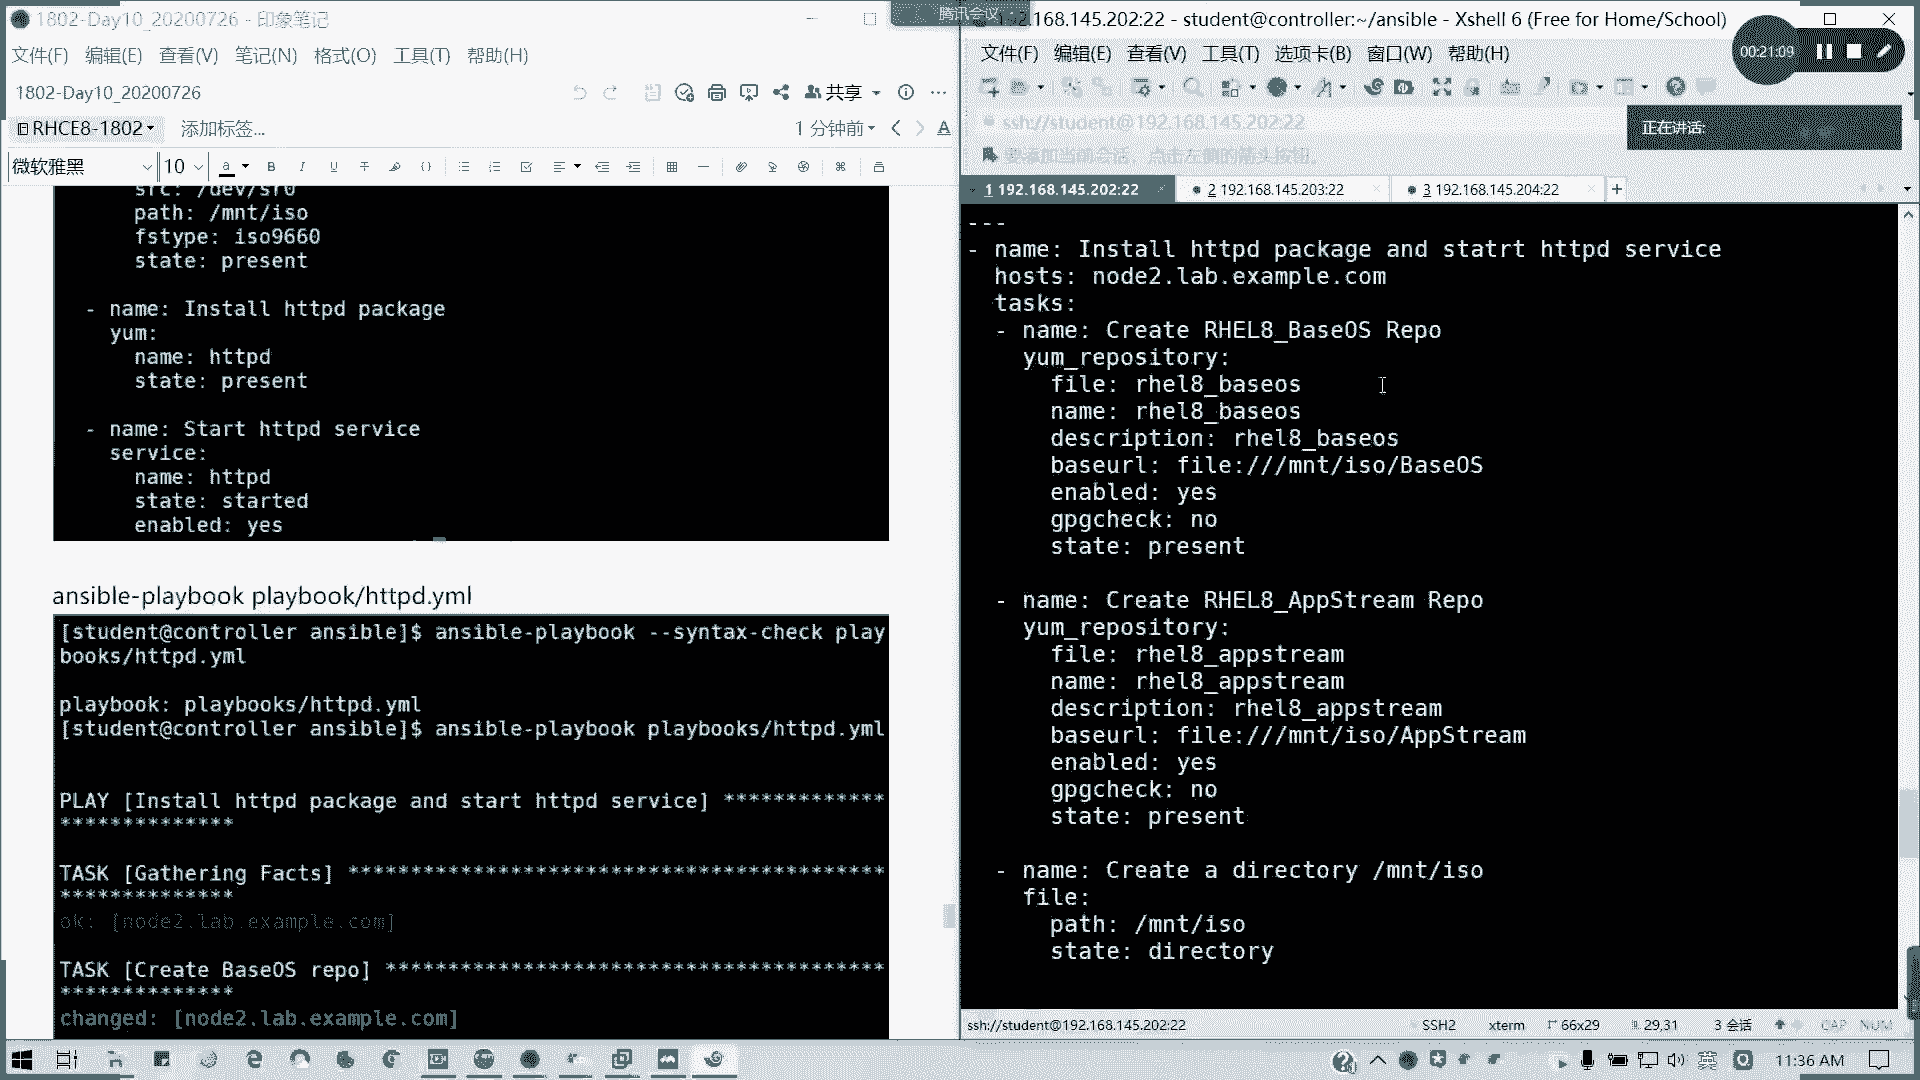 1802-Day10_20200726 - 印象笔记
文件(F) 编辑(E) 查看(V) 笔记(N) 格式(O) 工具(T) 帮助(H)
1802-Day10_20200726
共享
RHCE8-1802
添加标签...
1 分钟前
微软雅黑
10
src: /dev/sr0
path: /mnt/iso
fstype: iso9660
state: present
- name: Install httpd package
yum:
name: httpd
state: present
- name: Start httpd service
service:
name: httpd
state: started
enabled: yes
ansible-playbook playbook/httpd.yml
[student@controller ansible]$ ansible-playbook --syntax-check play
books/httpd.yml
playbook: playbooks/httpd.yml
[student@controller ansible]$ ansible-playbook playbooks/httpd.yml
PLAY [Install httpd package and start httpd service] *************
**************
TASK [Gathering Facts] *******************************************
**************
ok: [node2.lab.example.com]
TASK [Create BaseOS repo] ****************************************
**************
changed: [node2.lab.example.com]
腾讯会议
.168.145.202:22 - student@controller:~/ansible - Xshell 6 (Free for Home/School)
00:21:09
文件(F) 编辑(E) 查看(V) 工具(T) 选项卡(B) 窗口(W) 帮助(H)
ssh://student@192.168.145.202:22
正在讲话:
要添加当前会话，点击左侧的箭头按钮。
1 192.168.145.202:22
2 192.168.145.203:22
3 192.168.145.204:22
---
- name: Install httpd package and statrt httpd service
hosts: node2.lab.example.com
tasks:
- name: Create RHEL8_BaseOS Repo
yum_repository:
file: rhel8_baseos
name: rhel8_baseos
description: rhel8_baseos
baseurl: file:///mnt/iso/BaseOS
enabled: yes
gpgcheck: no
state: present
- name: Create RHEL8_AppStream Repo
yum_repository:
file: rhel8_appstream
name: rhel8_appstream
description: rhel8_appstream
baseurl: file:///mnt/iso/AppStream
enabled: yes
gpgcheck: no
state: present
- name: Create a directory /mnt/iso
file:
path: /mnt/iso
state: directory
ssh://student@192.168.145.202:22
SSH2
xterm
66x29
29,31
3 会话
CAP NUM
英
11:36 AM